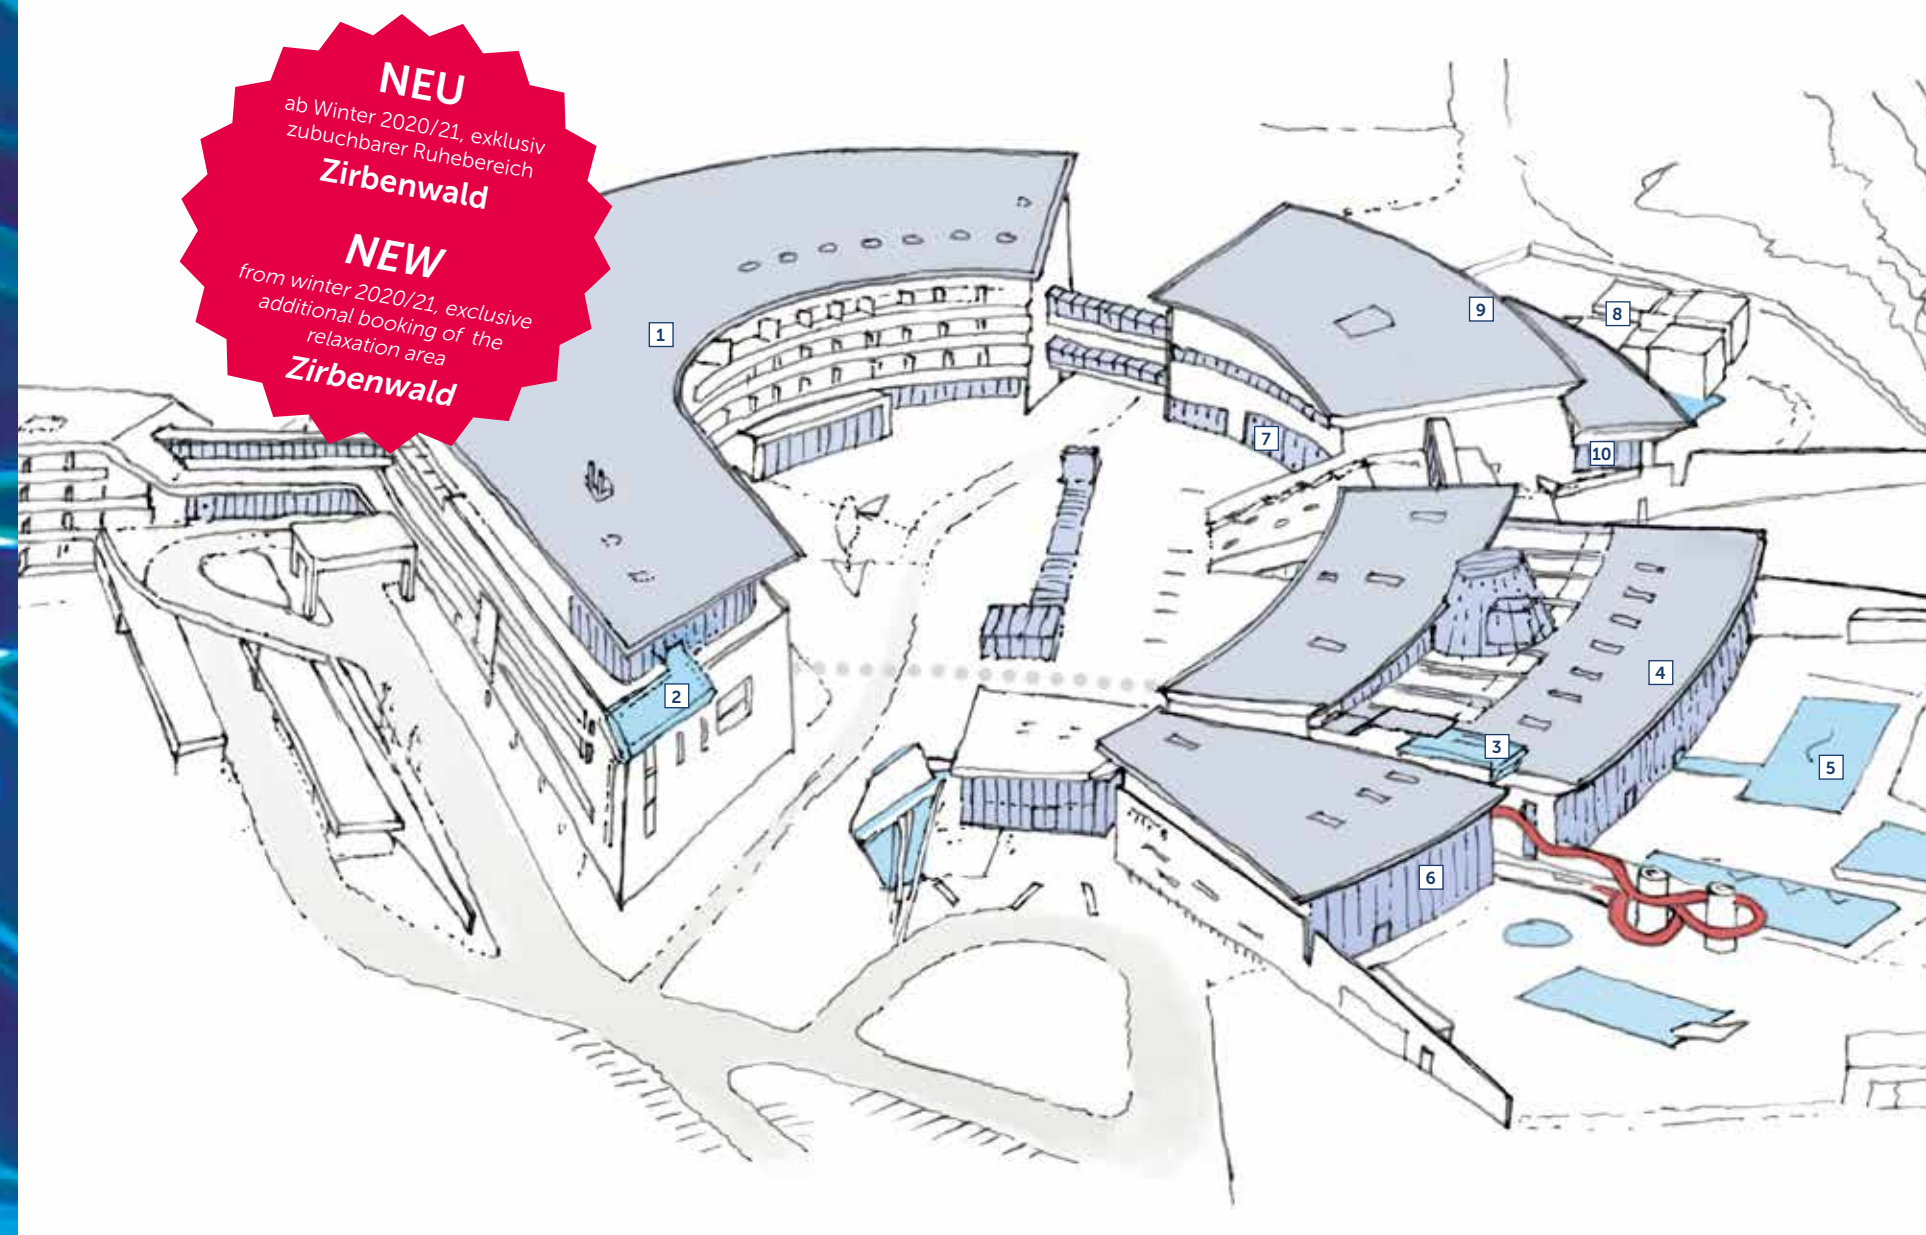 NEU
ab Winter 2020/21, exklusiv
zubuchbarer Ruhebereich
Zirbenwald
NEW
from winter 2020/21, exclusive
additional booking of the
relaxation area
Zirbenwald
1
2
3
4
5
6
7
8
9
10